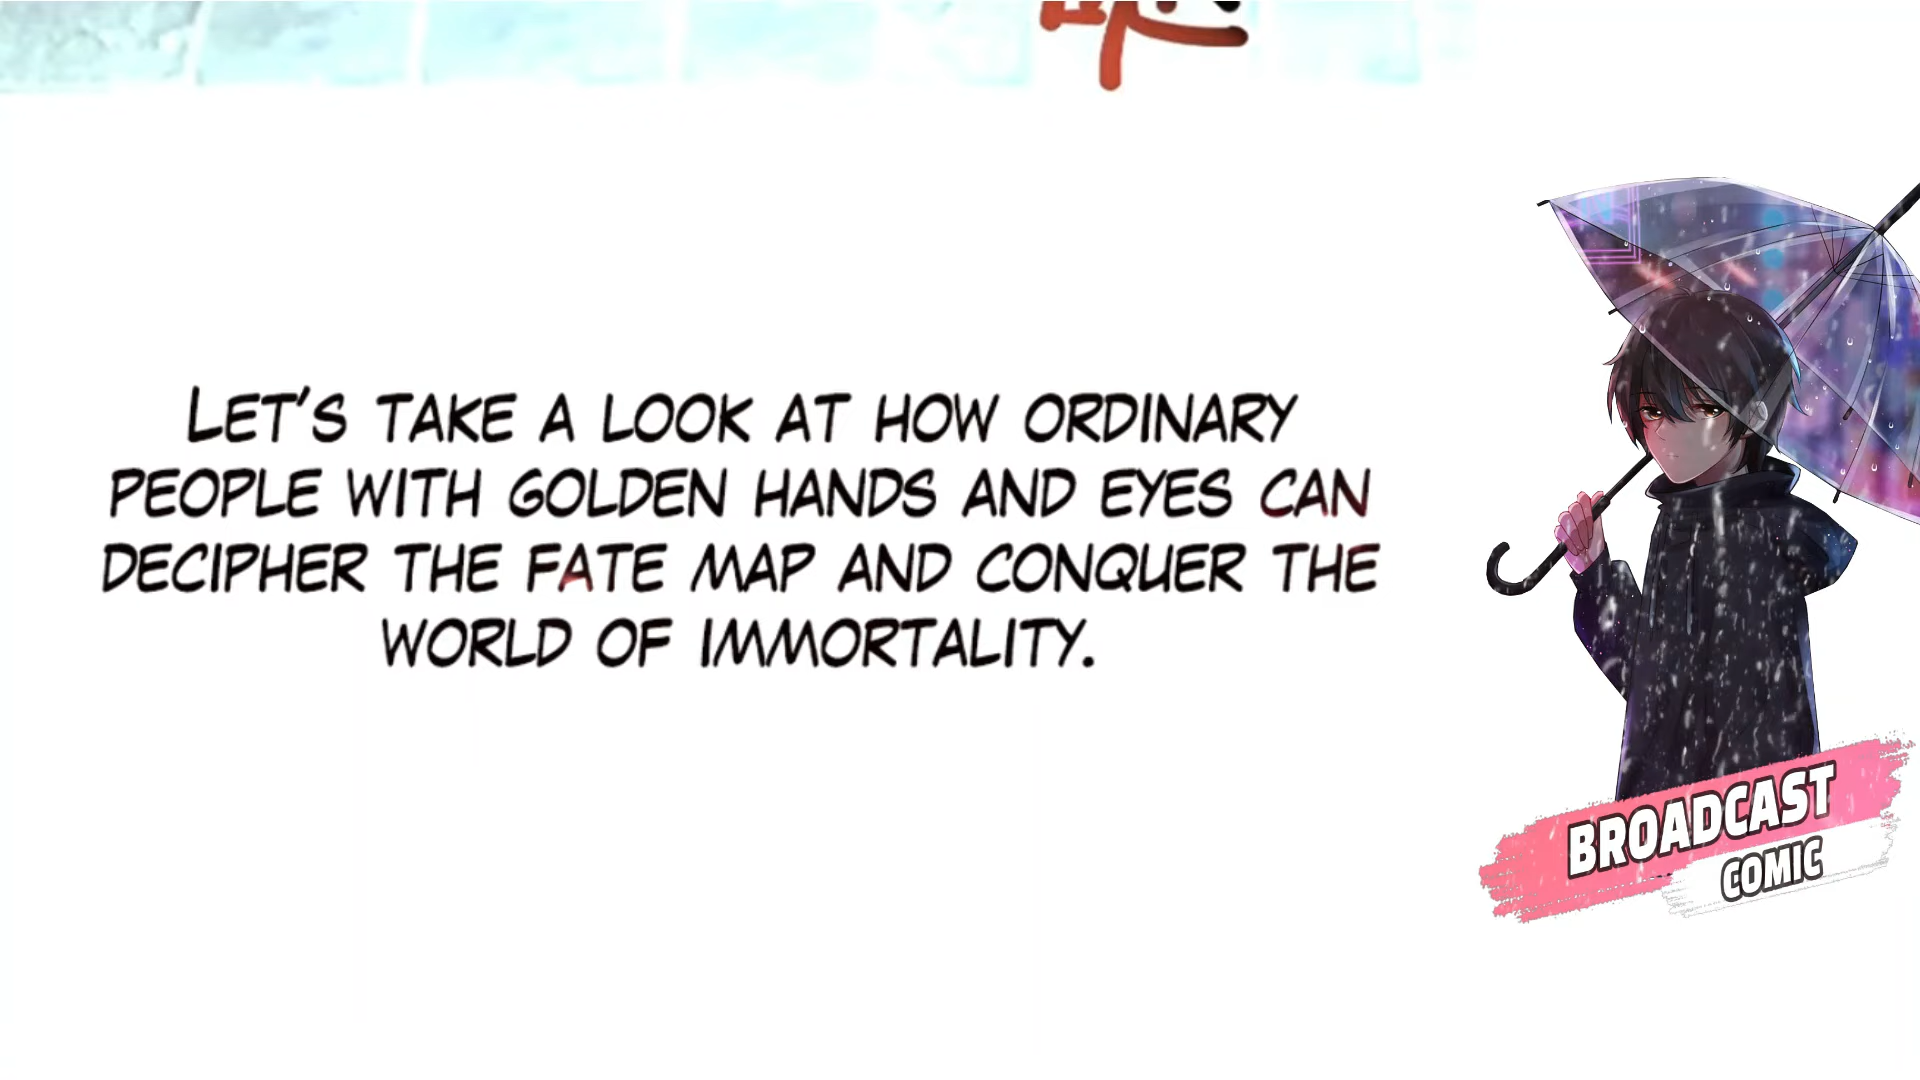 LET'S TAKE A LOOK AT HOW ORDINARY
PEOPLE WITH GOLDEN HANDS AND EYES CAN
DECIPHER THE FATE MAP AND CONQUER THE
WORLD OF IMMORTALITY.
BROADCAST
COMIC